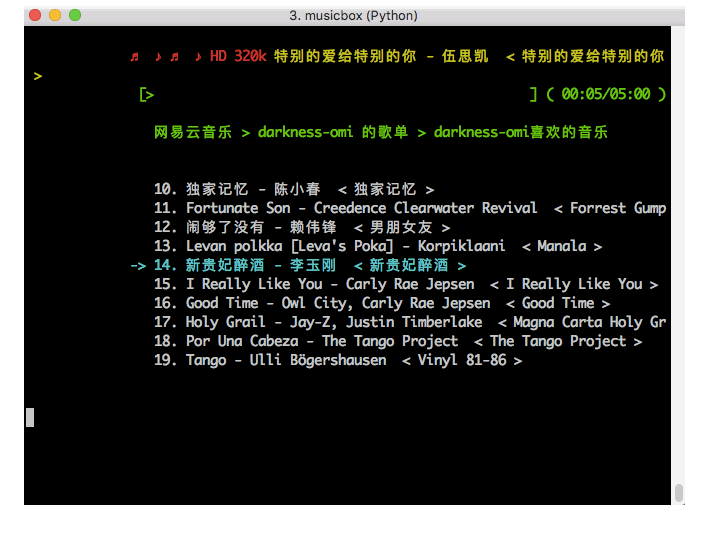 3. musicbox (Python)
♬ ♪ ♬ ♪ HD 320k 特别的爱给特别的你 - 伍思凯 < 特别的爱给特别的你
>
[> ] ( 00:05/05:00 )
网易云音乐 > darkness-omi 的歌单 > darkness-omi喜欢的音乐
10. 独家记忆 - 陈小春 < 独家记忆 >
11. Fortunate Son - Creedence Clearwater Revival < Forrest Gump
12. 闹够了没有 - 赖伟锋 < 男朋女友 >
13. Levan polkka [Leva's Poka] - Korpiklaani < Manala >
-> 14. 新贵妃醉酒 - 李玉刚 < 新贵妃醉酒 >
15. I Really Like You - Carly Rae Jepsen < I Really Like You >
16. Good Time - Owl City, Carly Rae Jepsen < Good Time >
17. Holy Grail - Jay-Z, Justin Timberlake < Magna Carta Holy Gr
18. Por Una Cabeza - The Tango Project < The Tango Project >
19. Tango - Ulli Bögershausen < Vinyl 81-86 >